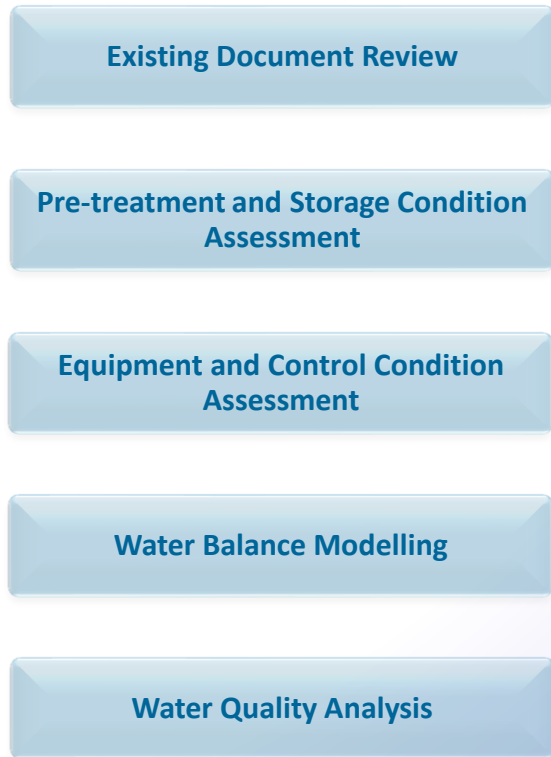 Existing Document Review
Pre-treatment and Storage Condition
Assessment
Equipment and Control Condition
Assessment
Water Balance Modelling
Water Quality Analysis